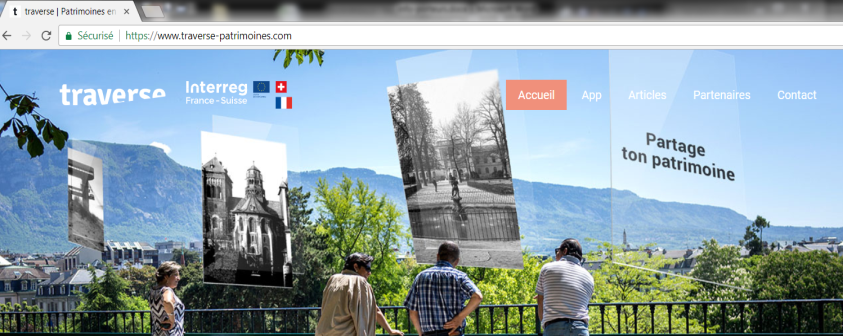 traverse | Patrimoines en
Sécurisé | https://www.traverse-patrimoines.com
traverse
Interreg
France-Suisse
Accueil
App
Articles
Partenaires
Contact
Partage
ton patrimoine